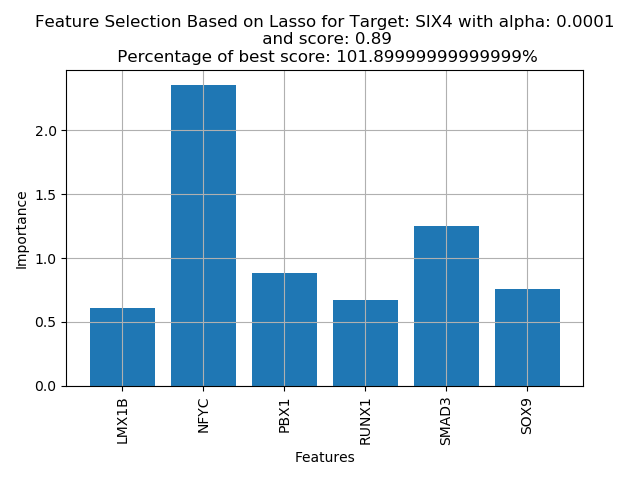 Feature Selection Based on Lasso for Target: SIX4 with alpha: 0.0001
and score: 0.89
Percentage of best score: 101.89999999999999%
2.0
1.5
1.0
0.5
0.0
Importance
LMX1B
NFYC
PBX1
RUNX1
SMAD3
SOX9
Features